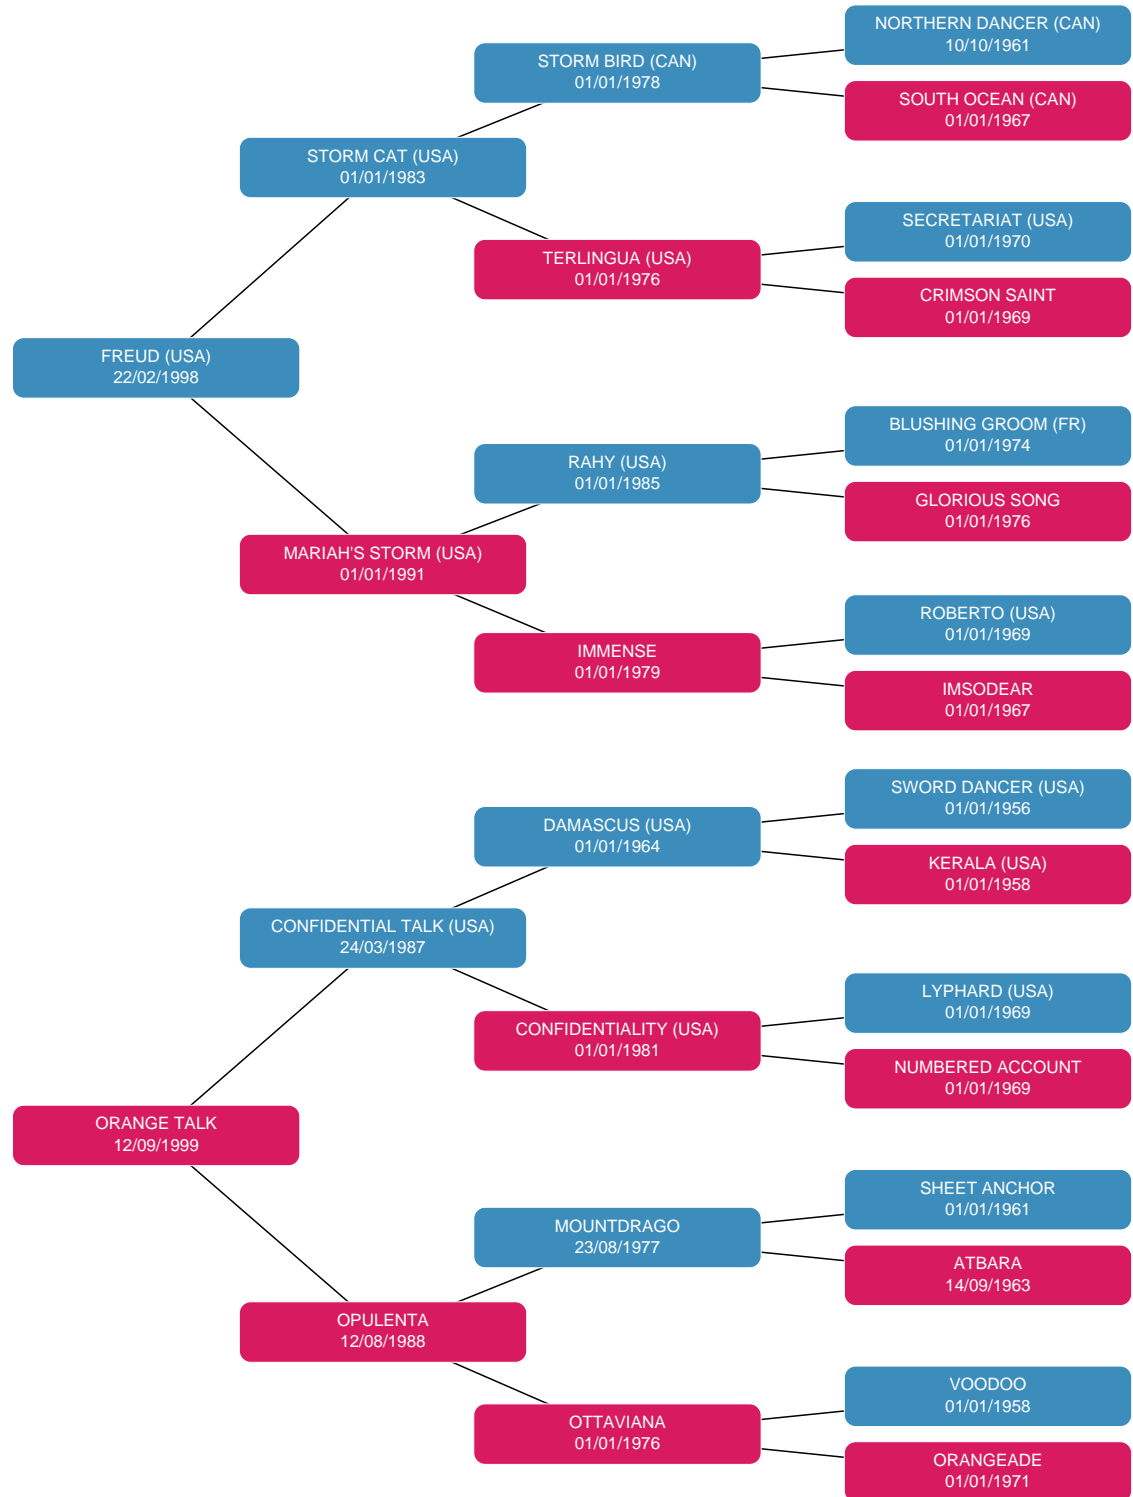 NORTHERN DANCER (CAN)
10/10/1961
STORM BIRD (CAN)
01/01/1978
SOUTH OCEAN (CAN)
01/01/1967
STORM CAT (USA)
01/01/1983
SECRETARIAT (USA)
01/01/1970
TERLINGUA (USA)
01/01/1976
CRIMSON SAINT
01/01/1969
FREUD (USA)
22/02/1998
BLUSHING GROOM (FR)
01/01/1974
RAHY (USA)
01/01/1985
GLORIOUS SONG
01/01/1976
MARIAH'S STORM (USA)
01/01/1991
ROBERTO (USA)
01/01/1969
IMMENSE
01/01/1979
IMSODEAR
01/01/1967
SWORD DANCER (USA)
01/01/1956
DAMASCUS (USA)
01/01/1964
KERALA (USA)
01/01/1958
CONFIDENTIAL TALK (USA)
24/03/1987
LYPHARD (USA)
01/01/1969
CONFIDENTIALITY (USA)
01/01/1981
NUMBERED ACCOUNT
01/01/1969
ORANGE TALK
12/09/1999
SHEET ANCHOR
01/01/1961
MOUNTDRAGO
23/08/1977
ATBARA
14/09/1963
OPULENTA
12/08/1988
VOODOO
01/01/1958
OTTAVIANA
01/01/1976
ORANGEADE
01/01/1971